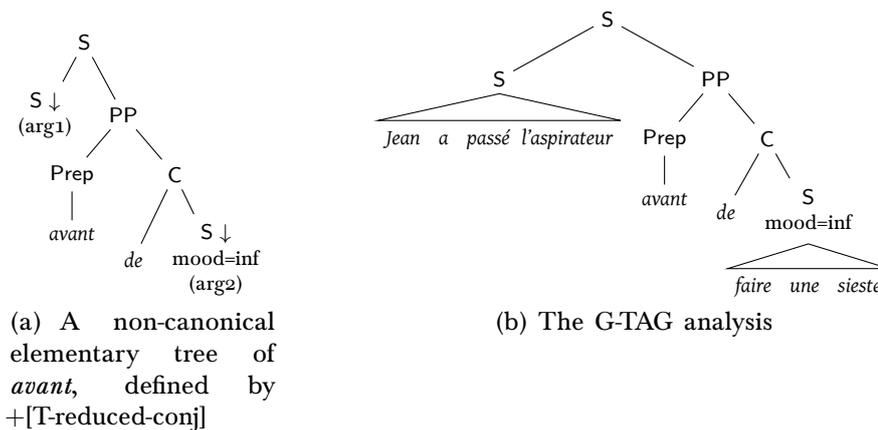 S
S ↓
(arg1)
PP
Prep
C
avant
de
S ↓
mood=inf
(arg2)
(a) A non-canonical
elementary tree of
avant, defined by
+[T-reduced-conj]
S
S
PP
Jean a passé l'aspirateur
Prep
C
avant
de
S
mood=inf
faire une sieste
(b) The G-TAG analysis